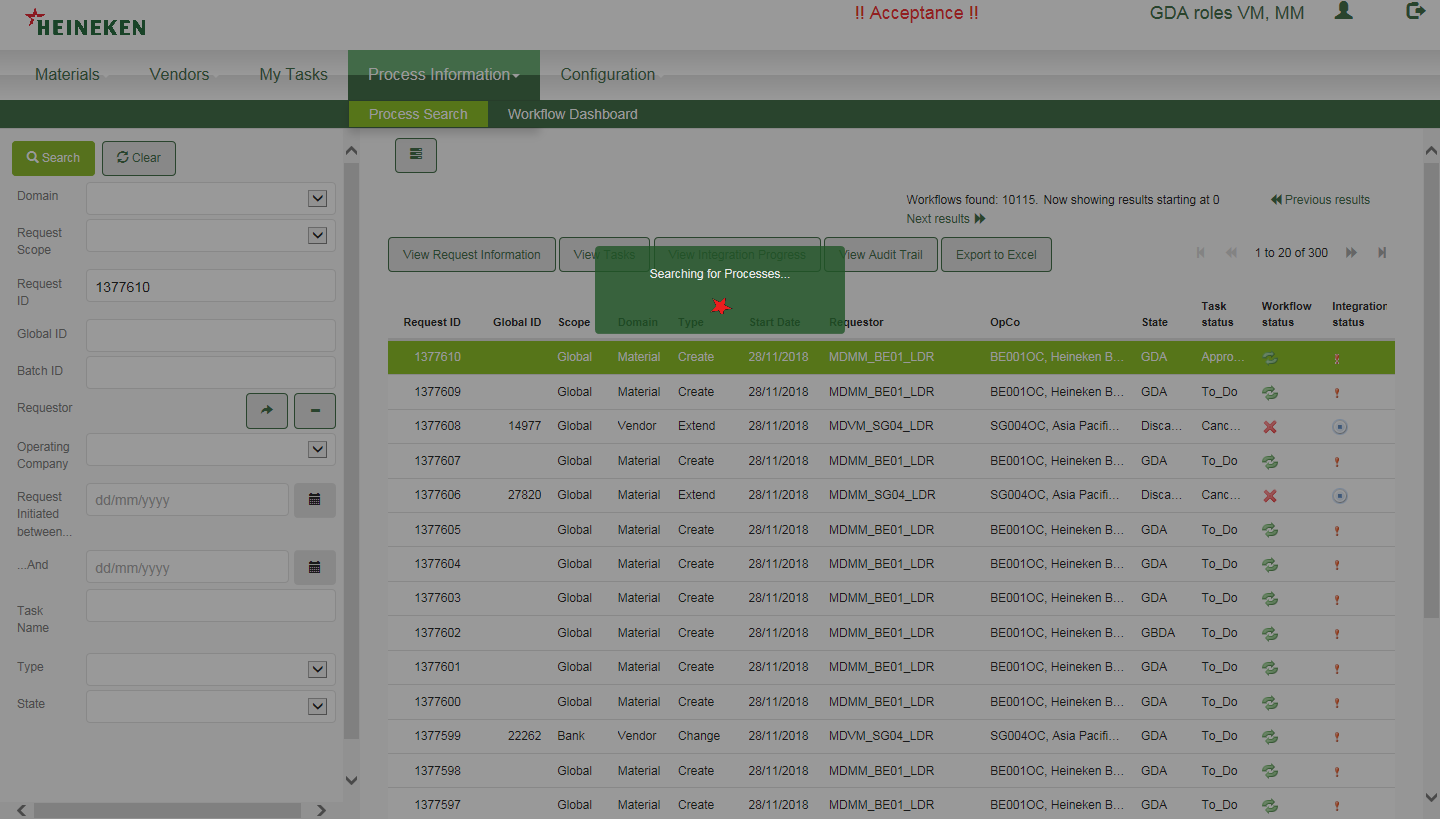 HEINEKEN
!! Acceptance !!
GDA roles VM, MM
Materials
Vendors
My Tasks
Process Information
Configuration
Process Search
Workflow Dashboard
Search
Clear
Domain
Request
Scope
Request
ID
1377610
Global ID
Batch ID
Requestor
Operating
Company
Request
Initiated
between...
dd/mm/yyyy
...And
dd/mm/yyyy
Task
Name
Type
State
Workflows found: 10115. Now showing results starting at 0
Previous results
Next results
View Request Information
View Tasks
View Integration Progress
View Audit Trail
Export to Excel
1 to 20 of 300
Searching for Processes...
Request ID Global ID Scope Domain Type Start Date Requestor OpCo State Task status Workflow status Integration status
1377610 Global Material Create 28/11/2018 MDMM_BE01_LDR BE001OC, Heineken B... GDA Appro...
1377609 Global Material Create 28/11/2018 MDMM_BE01_LDR BE001OC, Heineken B... GDA To_Do
1377608 14977 Global Vendor Extend 28/11/2018 MDVM_SG04_LDR SG004OC, Asia Pacifi... Disca... Canc...
1377607 Global Material Create 28/11/2018 MDMM_BE01_LDR BE001OC, Heineken B... GDA To_Do
1377606 27820 Global Material Extend 28/11/2018 MDMM_SG04_LDR SG004OC, Asia Pacifi... Disca... Canc...
1377605 Global Material Create 28/11/2018 MDMM_BE01_LDR BE001OC, Heineken B... GDA To_Do
1377604 Global Material Create 28/11/2018 MDMM_BE01_LDR BE001OC, Heineken B... GDA To_Do
1377603 Global Material Create 28/11/2018 MDMM_BE01_LDR BE001OC, Heineken B... GDA To_Do
1377602 Global Material Create 28/11/2018 MDMM_BE01_LDR BE001OC, Heineken B... GBDA To_Do
1377601 Global Material Create 28/11/2018 MDMM_BE01_LDR BE001OC, Heineken B... GDA To_Do
1377600 Global Material Create 28/11/2018 MDMM_BE01_LDR BE001OC, Heineken B... GDA To_Do
1377599 22262 Bank Vendor Change 28/11/2018 MDVM_SG04_LDR SG004OC, Asia Pacifi... GDA To_Do
1377598 Global Material Create 28/11/2018 MDMM_BE01_LDR BE001OC, Heineken B... GDA To_Do
1377597 Global Material Create 28/11/2018 MDMM_BE01_LDR BE001OC, Heineken B... GDA To_Do